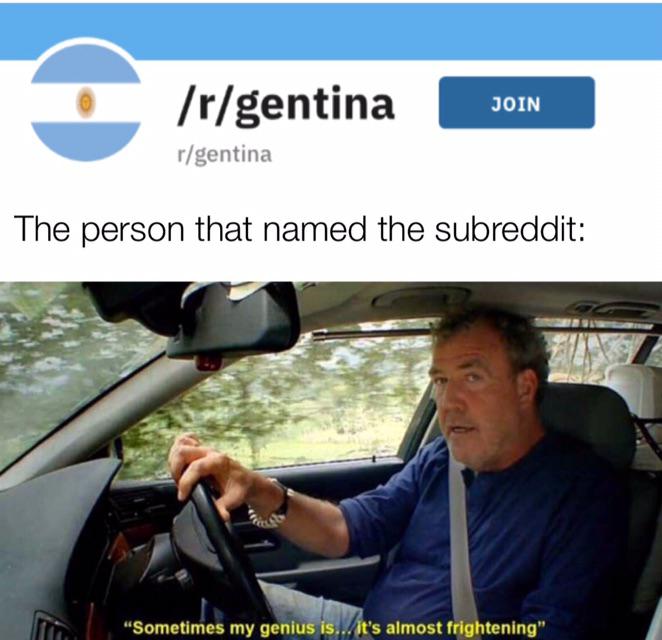 /r/gentina
JOIN
r/gentina
The person that named the subreddit:
“Sometimes my genius is... it's almost frightening”